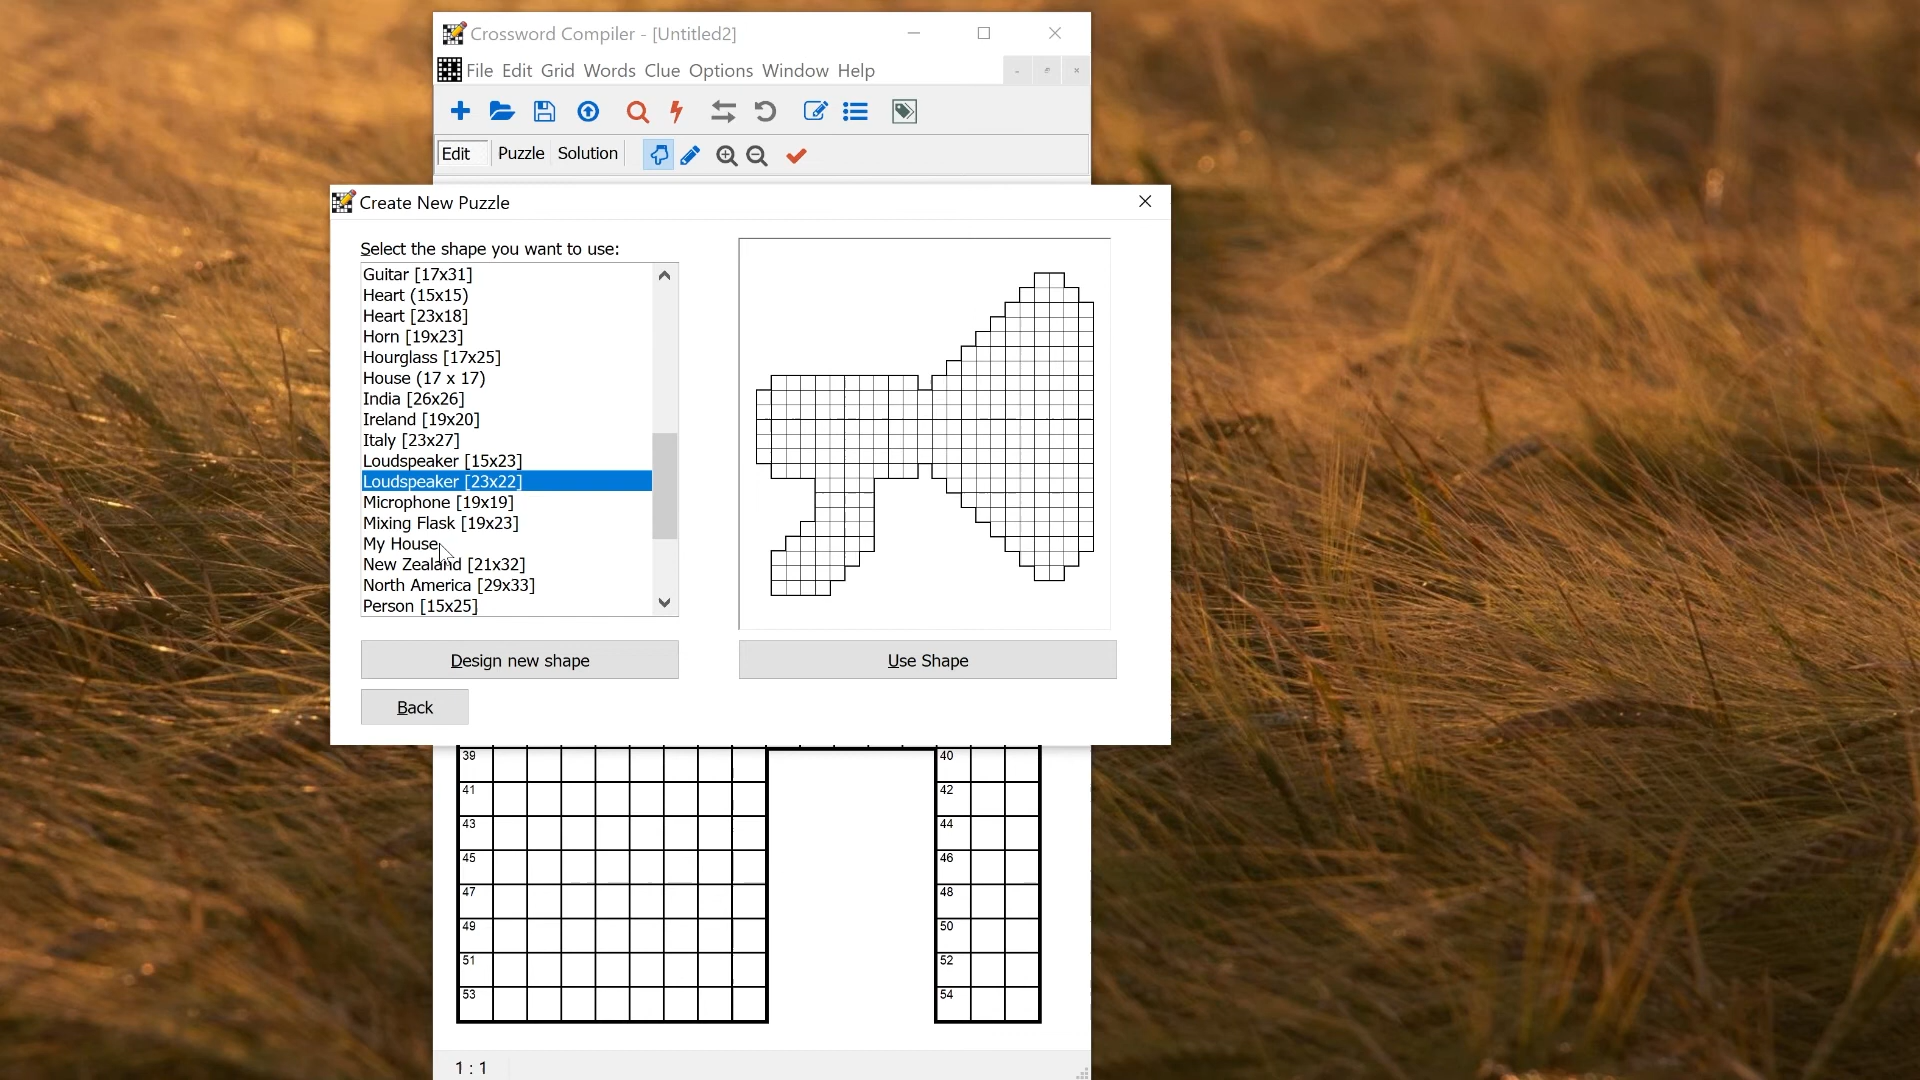 Crossword Compiler - [Untitled2]
File Edit Grid Words Clue Options Window Help
Edit Puzzle Solution
Create New Puzzle
Select the shape you want to use:
Guitar [17x31]
Heart (15x15)
Heart [23x18]
Horn [19x23]
Hourglass [17x25]
House (17 x 17)
India [26x26]
Ireland [19x20]
Italy [23x27]
Loudspeaker [15x23]
Loudspeaker [23x22]
Microphone [19x19]
Mixing Flask [19x23]
My House
New Zealand [21x32]
North America [29x33]
Person [15x25]
Design new shape
Use Shape
Back
39 40
41 42
43 44
45 46
47 48
49 50
51 52
53 54
1 : 1